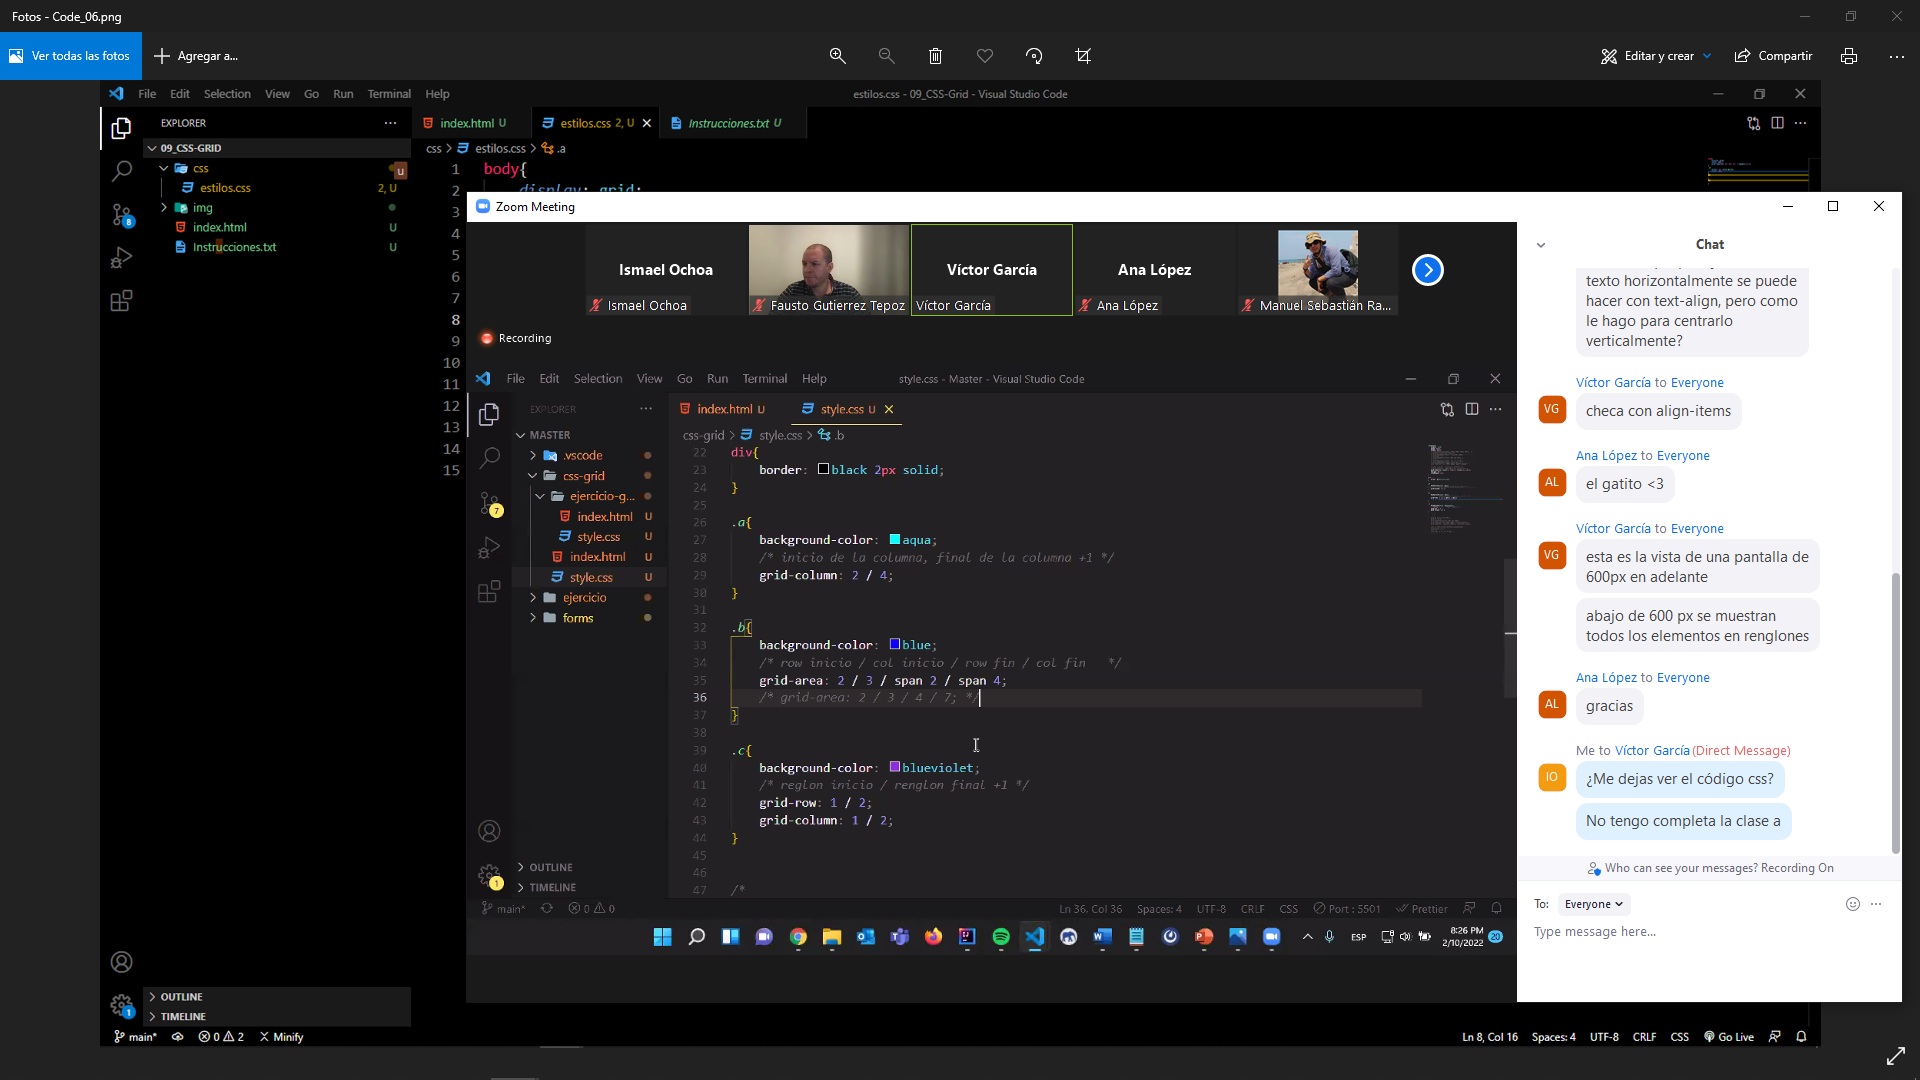 Fotos - Code_06.png
Ver todas las fotos
Agregar a...
Editar y crear
Compartir
File Edit Selection View Go Run Terminal Help
estilos.css - 09_CSS-Grid - Visual Studio Code
EXPLORER
09_CSS-GRID
css
u
estilos.css
2, U
img
index.html
U
Instrucciones.txt
U
index.html U
estilos.css 2, U
Instrucciones.txt U
css > estilos.css > .a
1 body{
2 display: grid;
3
4
5
6
7
8
9
10
11
12
13
14
15
Zoom Meeting
Ismael Ochoa
Ismael Ochoa
Fausto Gutierrez Tepoz
Víctor García
Víctor García
Ana López
Ana López
Manuel Sebastián Ra...
Recording
File Edit Selection View Go Run Terminal Help
style.css - Master - Visual Studio Code
EXPLORER
MASTER
.vscode
css-grid
ejercicio-g...
index.html U
style.css U
index.html U
style.css U
ejercicio
forms
7
1
OUTLINE
TIMELINE
index.html U
style.css U
css-grid > style.css > .b
22 div{
23 border: black 2px solid;
24 }
25
26 .a{
27 background-color: aqua;
28 /* inicio de la columna, final de la columna +1 */
29 grid-column: 2 / 4;
30 }
31
32 .b{
33 background-color: blue;
34 /* row inicio / col inicio / row fin / col fin */
35 grid-area: 2 / 3 / span 2 / span 4;
36 /* grid-area: 2 / 3 / 4 / 7; */
37 }
38
39 .c{
40 background-color: blueviolet;
41 /* reglon inicio / renglon final +1 */
42 grid-row: 1 / 2;
43 grid-column: 1 / 2;
44 }
45
46
47 /*
main*
0 0
Ln 36, Col 36
Spaces: 4
UTF-8
CRLF
CSS
Port : 5501
Prettier
ESP
8:26 PM
2/10/2022
20
Chat
texto horizontalmente se puede
hacer con text-align, pero como
le hago para centrarlo
verticalmente?
Víctor García to Everyone
VG
checa con align-items
Ana López to Everyone
AL
el gatito <3
Víctor García to Everyone
VG
esta es la vista de una pantalla de
600px en adelante
abajo de 600 px se muestran
todos los elementos en renglones
Ana López to Everyone
AL
gracias
Me to Víctor García (Direct Message)
IO
¿Me dejas ver el código css?
No tengo completa la clase a
Who can see your messages? Recording On
To: Everyone
Type message here...
8
1
OUTLINE
TIMELINE
main*
0 2
Minify
Ln 8, Col 16
Spaces: 4
UTF-8
CRLF
CSS
Go Live